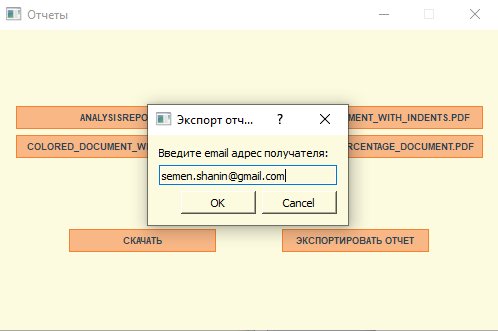 Отчеты
Экспорт отч... ?
ANALYSISREPO
MENT_WITH_INDENTS.PDF
COLORED_DOCUMENT_W
RCENTAGE_DOCUMENT.PDF
Введите email адрес получателя:
semen.shanin@gmail.com
OK Cancel
СКАЧАТЬ ЭКСПОРТИРОВАТЬ ОТЧЕТ